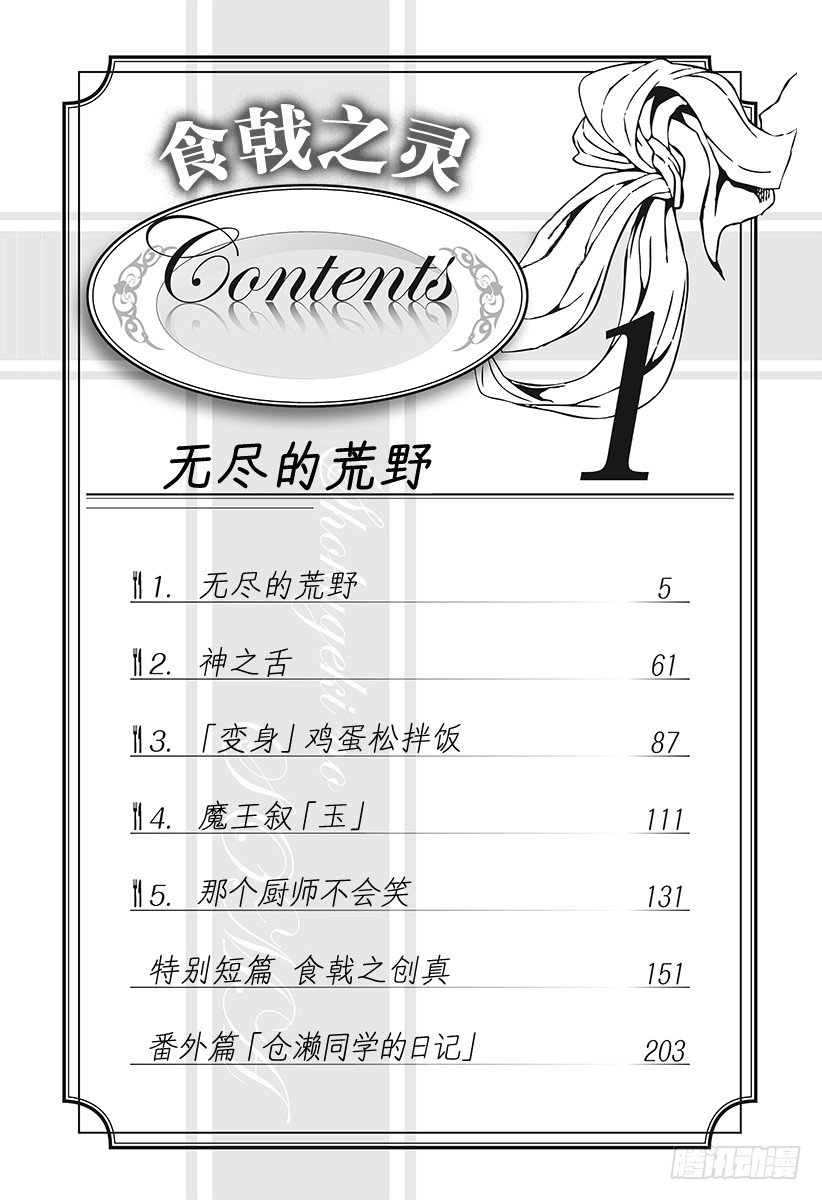 食戟之灵
Contents
1
无尽的荒野
1. 无尽的荒野 5
2. 神之舌 61
3. 「变身」鸡蛋松拌饭 87
4. 魔王叙「玉」 111
5. 那个厨师不会笑 131
特别短篇 食戟之创真 151
番外篇「仓濑同学的日记」 203
Shokugeki no SOMA
腾讯动漫